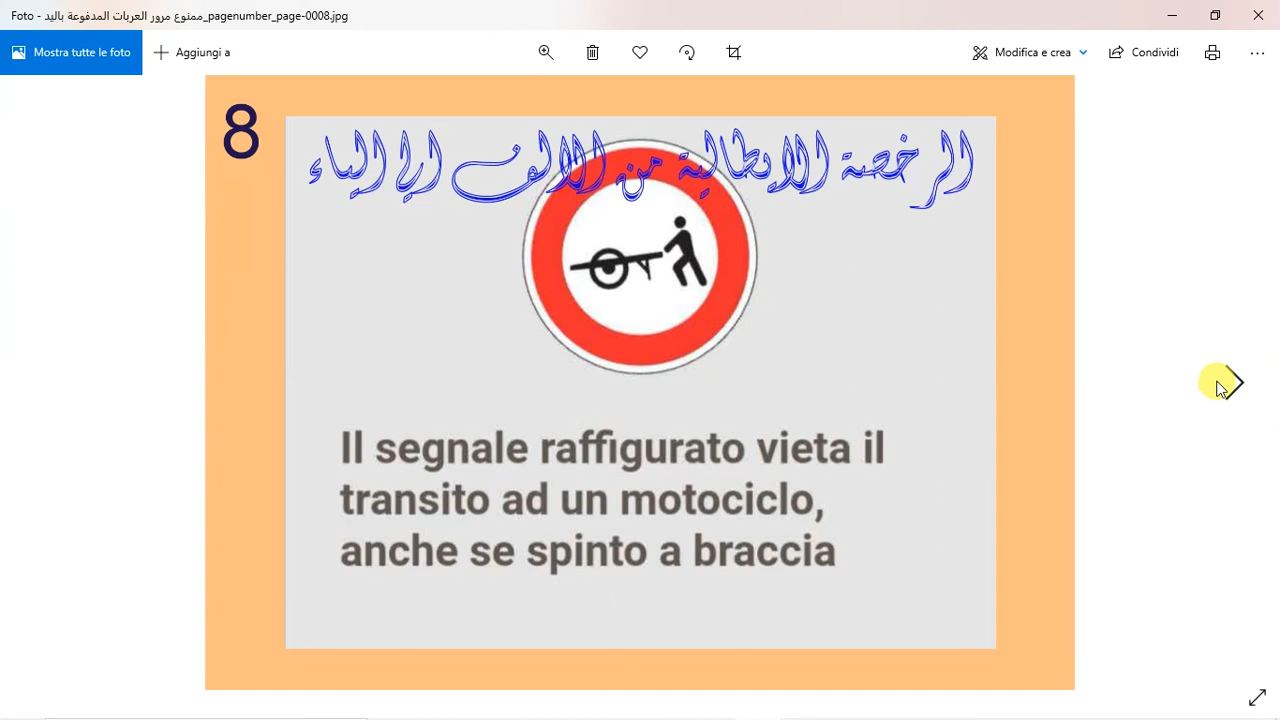 Foto - ممنوع مرور العربات المدفوعة باليد_pagenumber_page-0008.jpg
Mostra tutte le foto
Aggiungi a
Modifica e crea
Condividi
8
الرخصة الايطالية من الالف الى الياء
Il segnale raffigurato vieta il
transito ad un motociclo,
anche se spinto a braccia